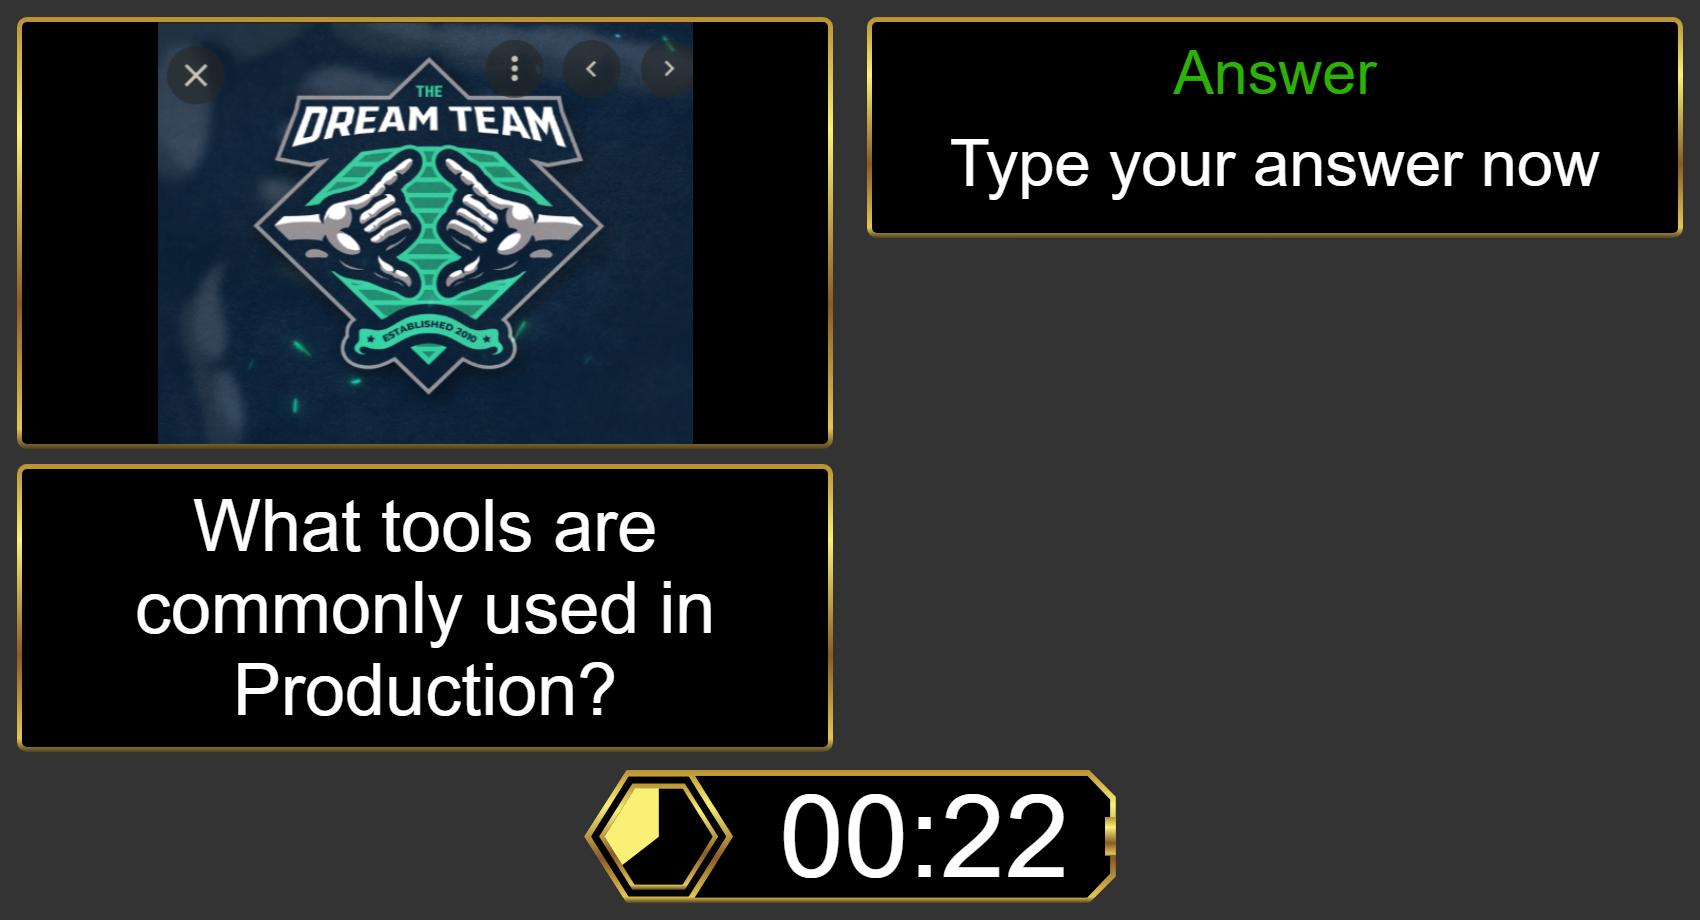 THE
DREAM TEAM
ESTABLISHED 2010
What tools are
commonly used in
Production?
Answer
Type your answer now
00:22